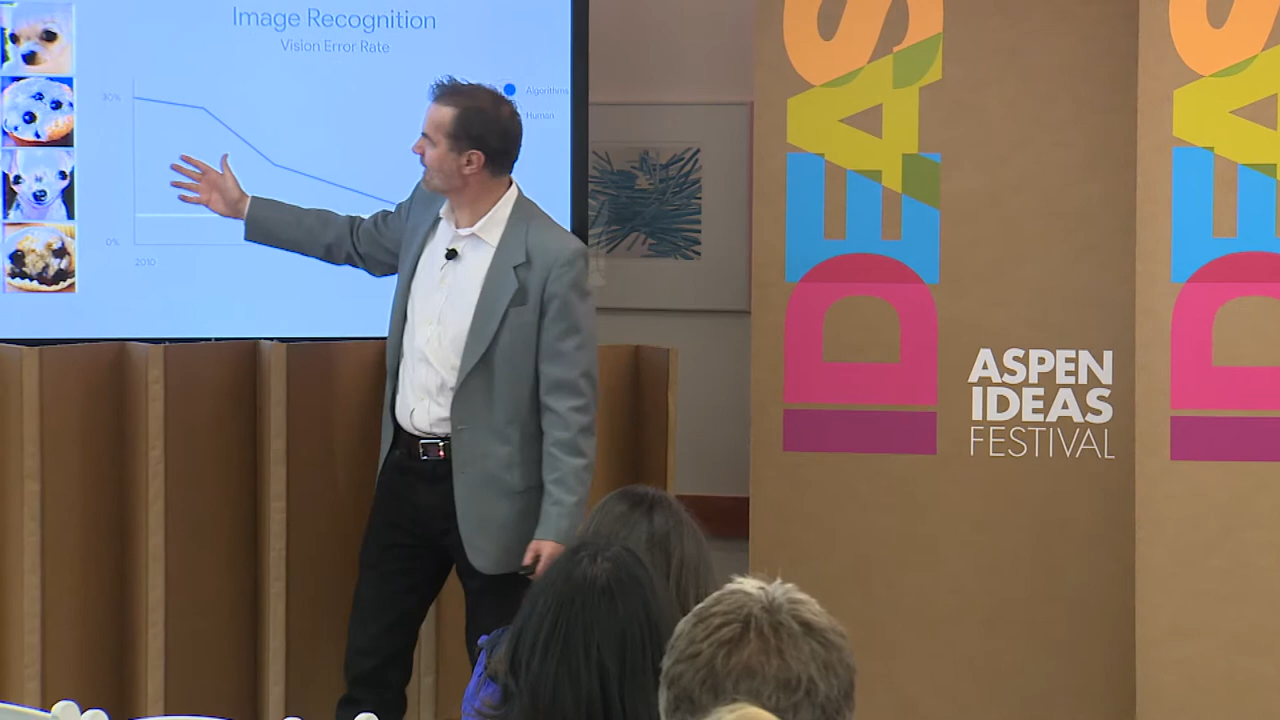 Image Recognition
Vision Error Rate
30%
Algorithms
Human
0%
2010
IDEAS
ASPEN
IDEAS
FESTIVAL
IDEAS